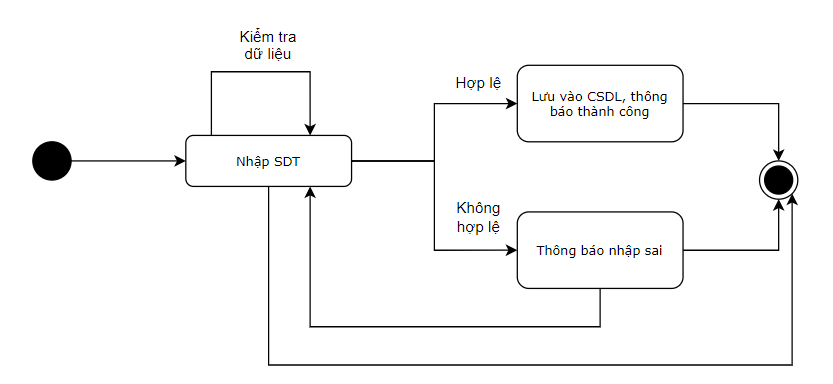 Kiểm tra
dữ liệu
Hợp lệ
Lưu vào CSDL, thông
báo thành công
Nhập SDT
Không
hợp lệ
Thông báo nhập sai